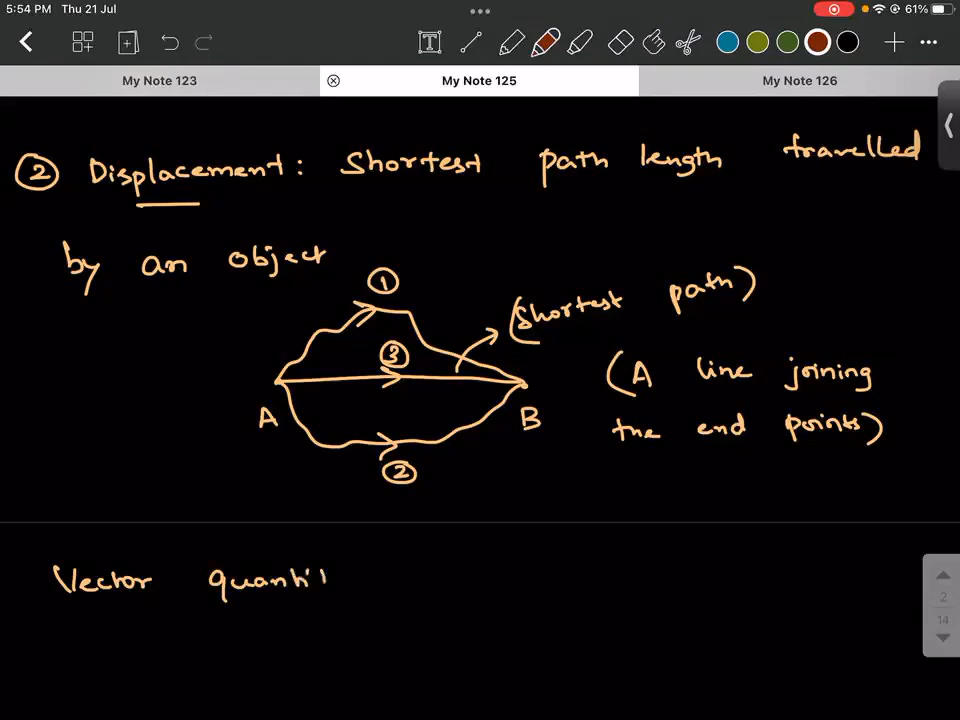 5:54 PM Thu 21 Jul
61%
My Note 123
My Note 125
My Note 126
② Displacement: Shortest path length travelled
by an object
①
(Shortest path)
③
(A line joining
the end points)
A
B
②
Vector quanti
2
14